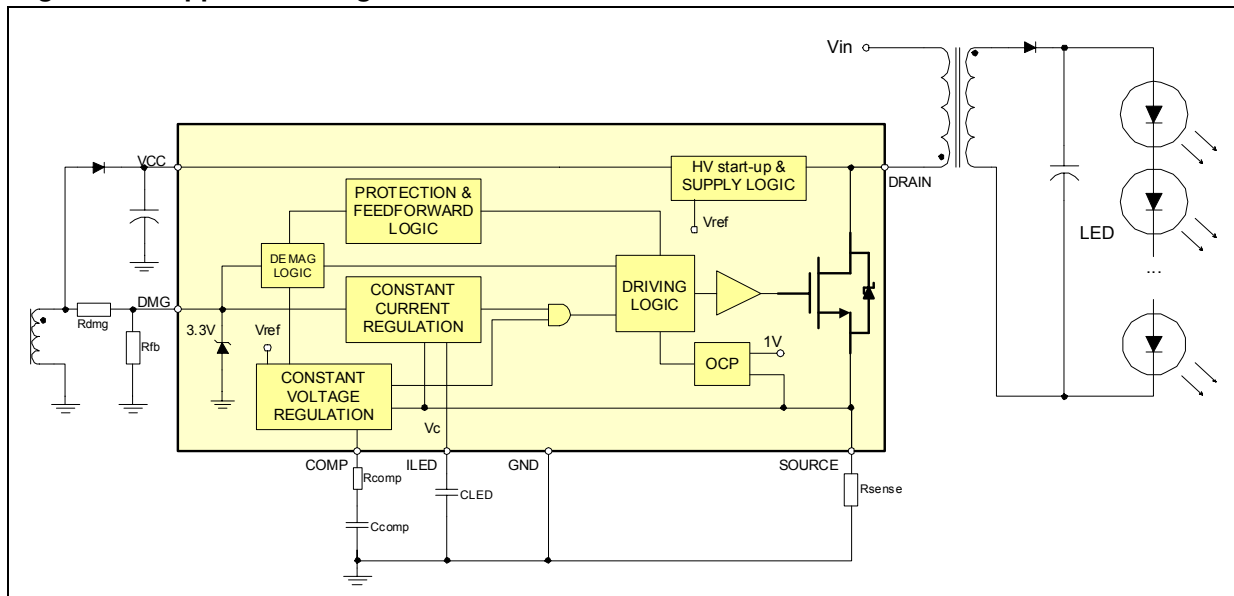 Vin
VCC
HV start-up &
SUPPLY LOGIC
DRAIN
PROTECTION &
FEEDFORWARD
LOGIC
Vref
LED
DEMAG
LOGIC
...
DMG
CONSTANT
CURRENT
REGULATION
DRIVING
LOGIC
Rdmg
3.3V
Vref
1V
Rfb
OCP
CONSTANT
VOLTAGE
REGULATION
Vc
COMP
ILED
GND
SOURCE
Rcomp
CLED
Rsense
Ccomp